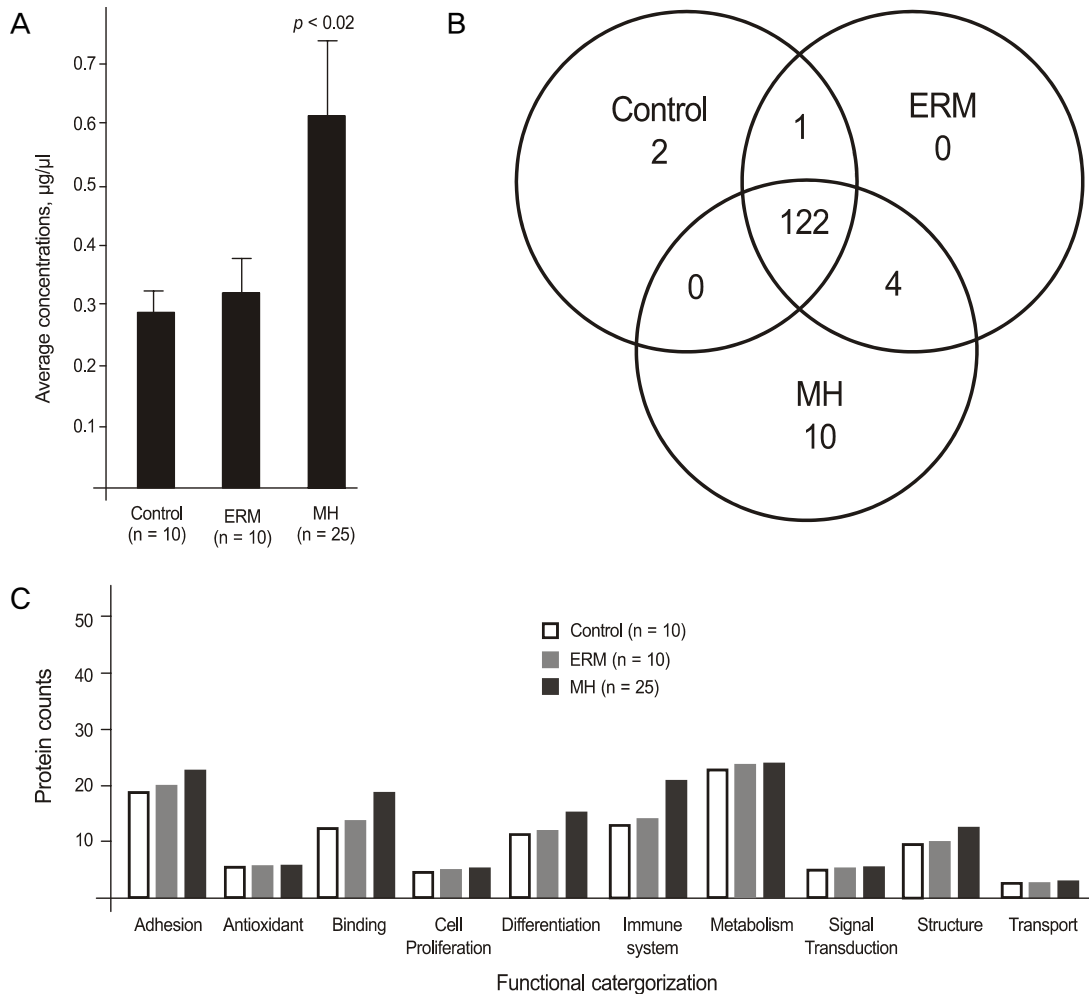 A
p < 0.02
Average concentrations, µg/µl
0.7
0.6
0.5
0.4
0.3
0.2
0.1
Control
(n = 10)
ERM
(n = 10)
MH
(n = 25)
B
Control
2
1
ERM
0
122
0
4
MH
10
C
Protein counts
50
40
30
20
10
Control (n = 10)
ERM (n = 10)
MH (n = 25)
Adhesion
Antioxidant
Binding
Cell
Proliferation
Differentiation
Immune
system
Metabolism
Signal
Transduction
Structure
Transport
Functional catergorization